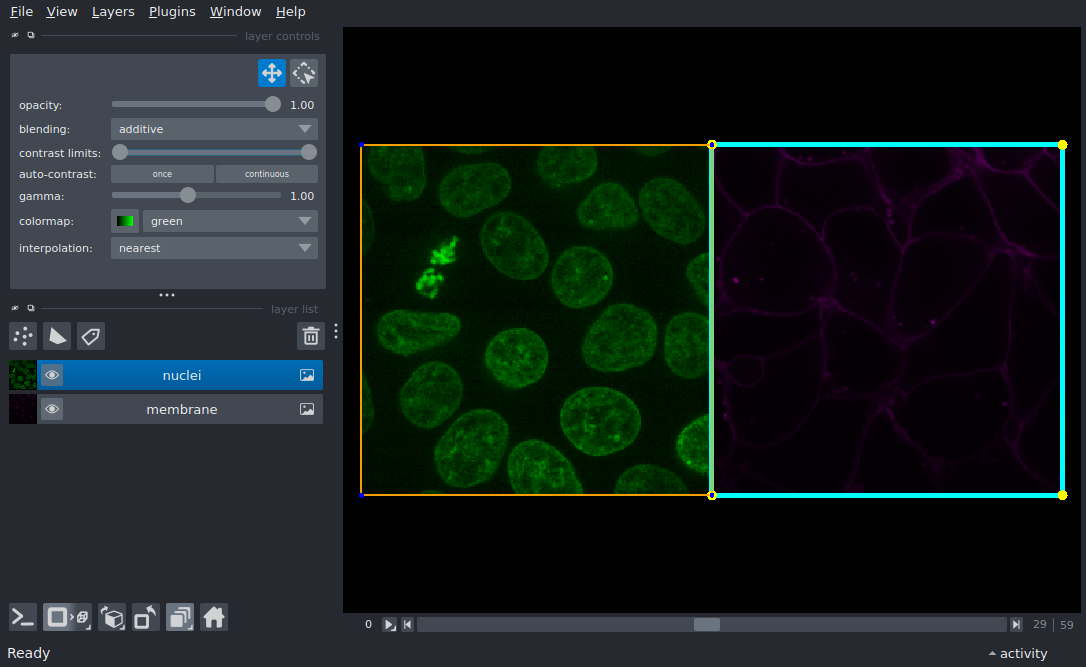 File View Layers Plugins Window Help
layer controls
opacity: 1.00
blending: additive
contrast limits:
auto-contrast: once continuous
gamma: 1.00
colormap: green
interpolation: nearest
layer list
nuclei
membrane
0 29 | 59
Ready
activity